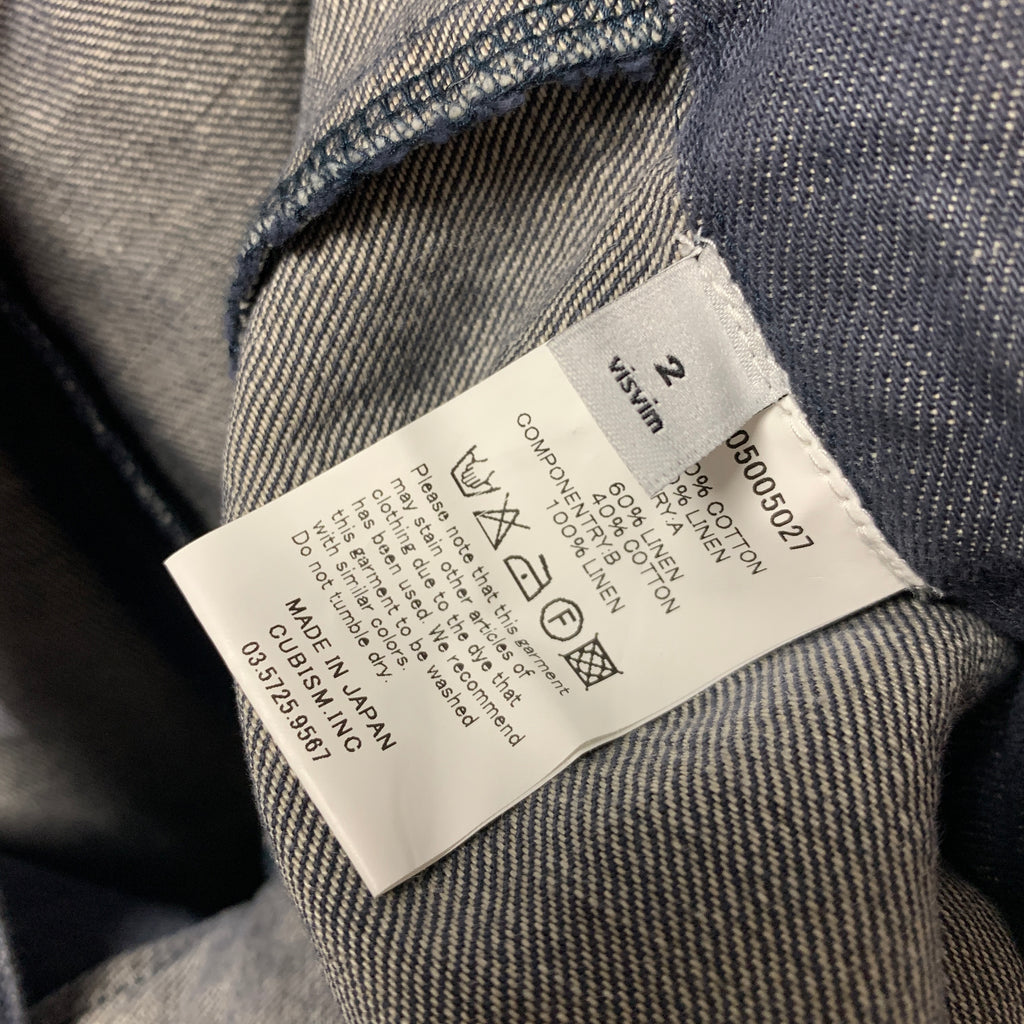 2
visvim
05005027
0% COTTON
0% LINEN
RY:A
60% LINEN
40% COTTON
COMPONENTRY:B
100% LINEN
F
Please note that this garment
may stain other articles of
clothing due to the dye that
has been used. We recommend
this garment to be washed
with similar colors.
Do not tumble dry.
MADE IN JAPAN
CUBISM.INC
03.5725.9567